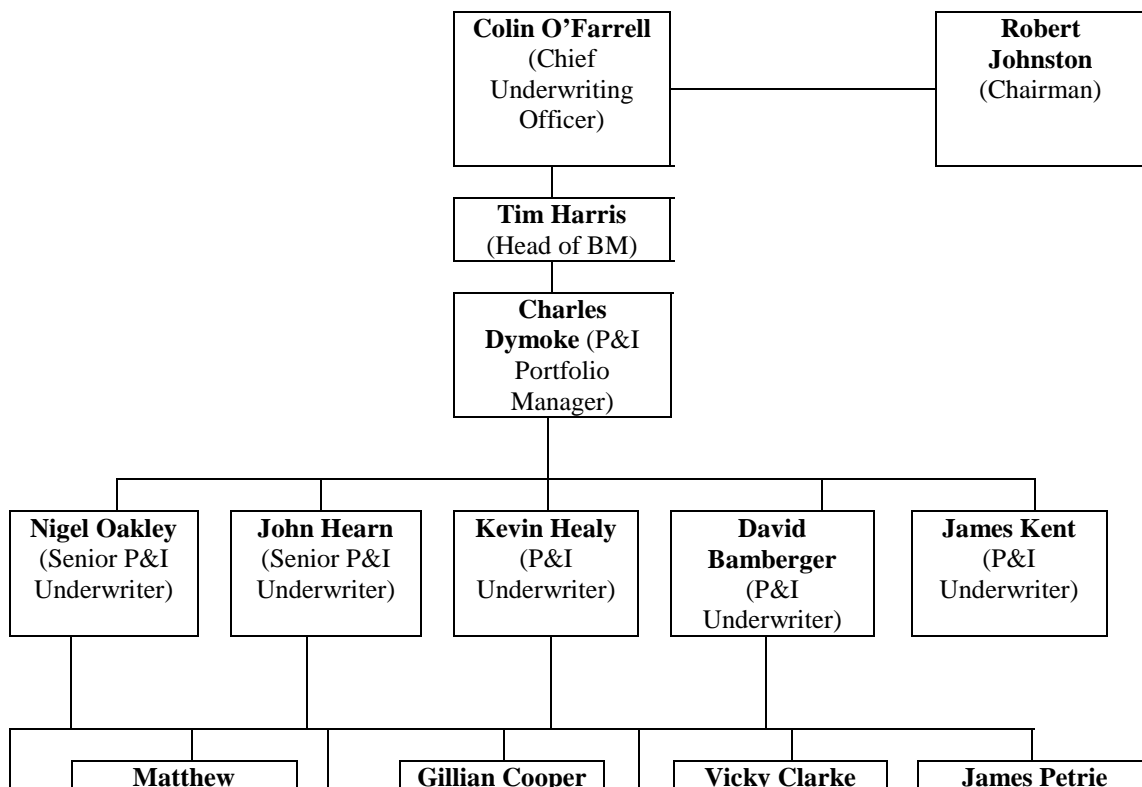 Colin O’Farrell
(Chief
Underwriting
Officer)
Robert
Johnston
(Chairman)
Tim Harris
(Head of BM)
Charles
Dymoke (P&I
Portfolio
Manager)
Nigel Oakley
(Senior P&I
Underwriter)
John Hearn
(Senior P&I
Underwriter)
Kevin Healy
(P&I
Underwriter)
David
Bamberger
(P&I
Underwriter)
James Kent
(P&I
Underwriter)
Matthew
Gillian Cooper
Vicky Clarke
James Petrie